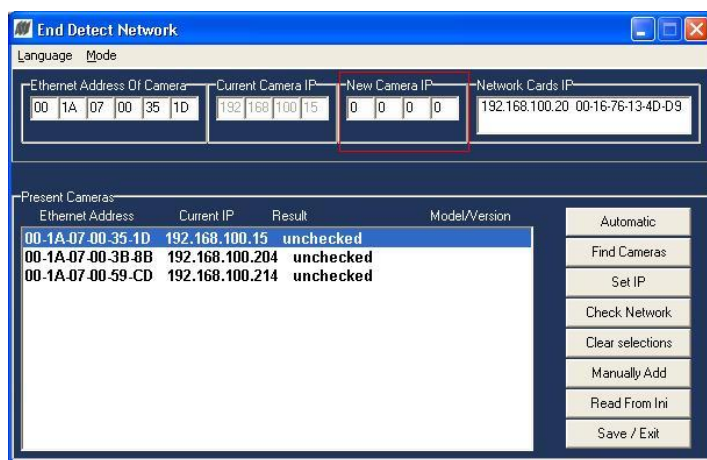 End Detect Network
Language Mode
Ethernet Address Of Camera Current Camera IP New Camera IP Network Cards IP
00 1A 07 00 35 1D 192 168 100 15 0 0 0 0 192.168.100.20 00-16-76-13-4D-D9
Present Cameras
Ethernet Address Current IP Result Model/Version
00-1A-07-00-35-1D 192.168.100.15 unchecked
00-1A-07-00-3B-8B 192.168.100.204 unchecked
00-1A-07-00-59-CD 192.168.100.214 unchecked
Automatic
Find Cameras
Set IP
Check Network
Clear selections
Manually Add
Read From Ini
Save / Exit